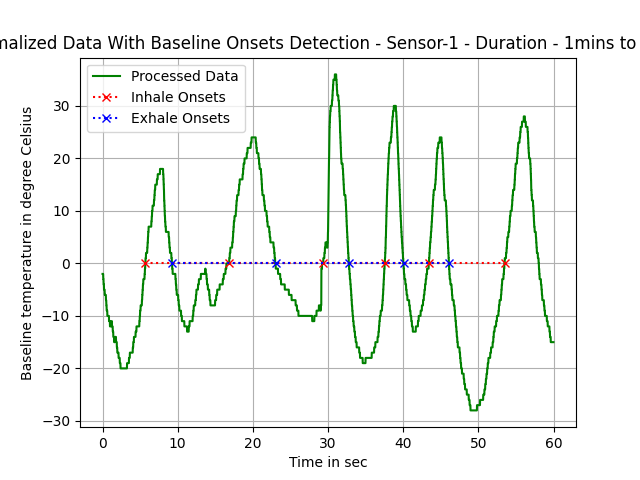 malized Data With Baseline Onsets Detection - Sensor-1 - Duration - 1mins to
Processed Data
Inhale Onsets
Exhale Onsets
Baseline temperature in degree Celsius
30
20
10
0
−10
−20
−30
0 10 20 30 40 50 60
Time in sec